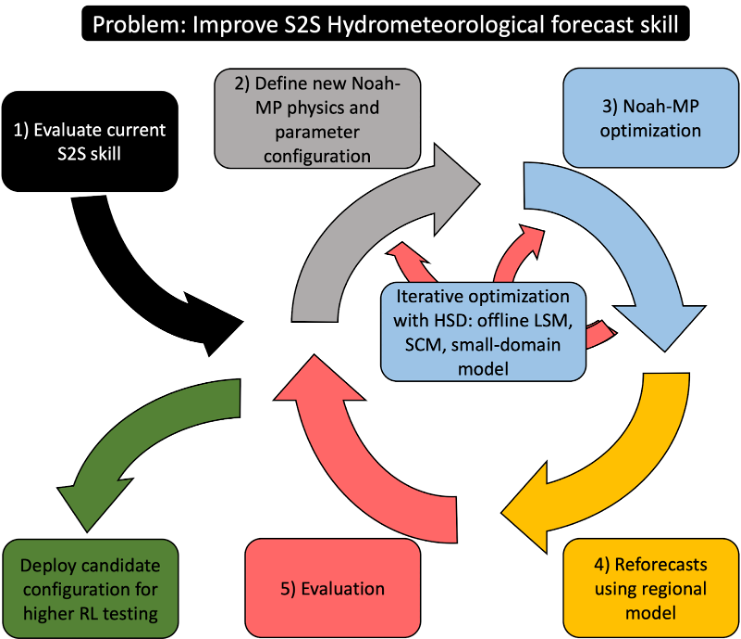 Problem: Improve S2S Hydrometeorological forecast skill
2) Define new Noah-
MP physics and
parameter
configuration
3) Noah-MP
optimization
1) Evaluate current
S2S skill
Iterative optimization
with HSD: offline LSM,
SCM, small-domain
model
Deploy candidate
configuration for
higher RL testing
5) Evaluation
4) Reforecasts
using regional
model